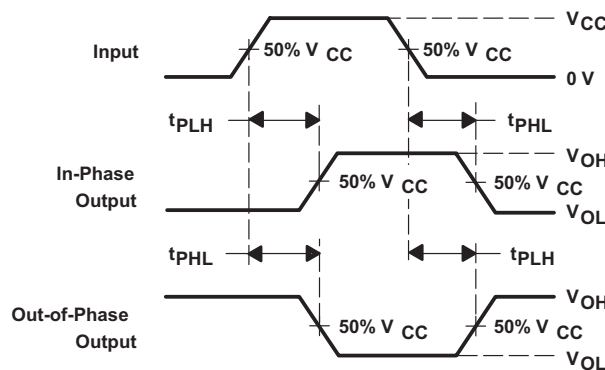 Input
50% VCC
50% VCC
VCC
0 V
tPLH
tPHL
In-Phase
Output
50% VCC
50% VCC
VOH
VOL
tPHL
tPLH
Out-of-Phase
Output
50% VCC
50% VCC
VOH
VOL